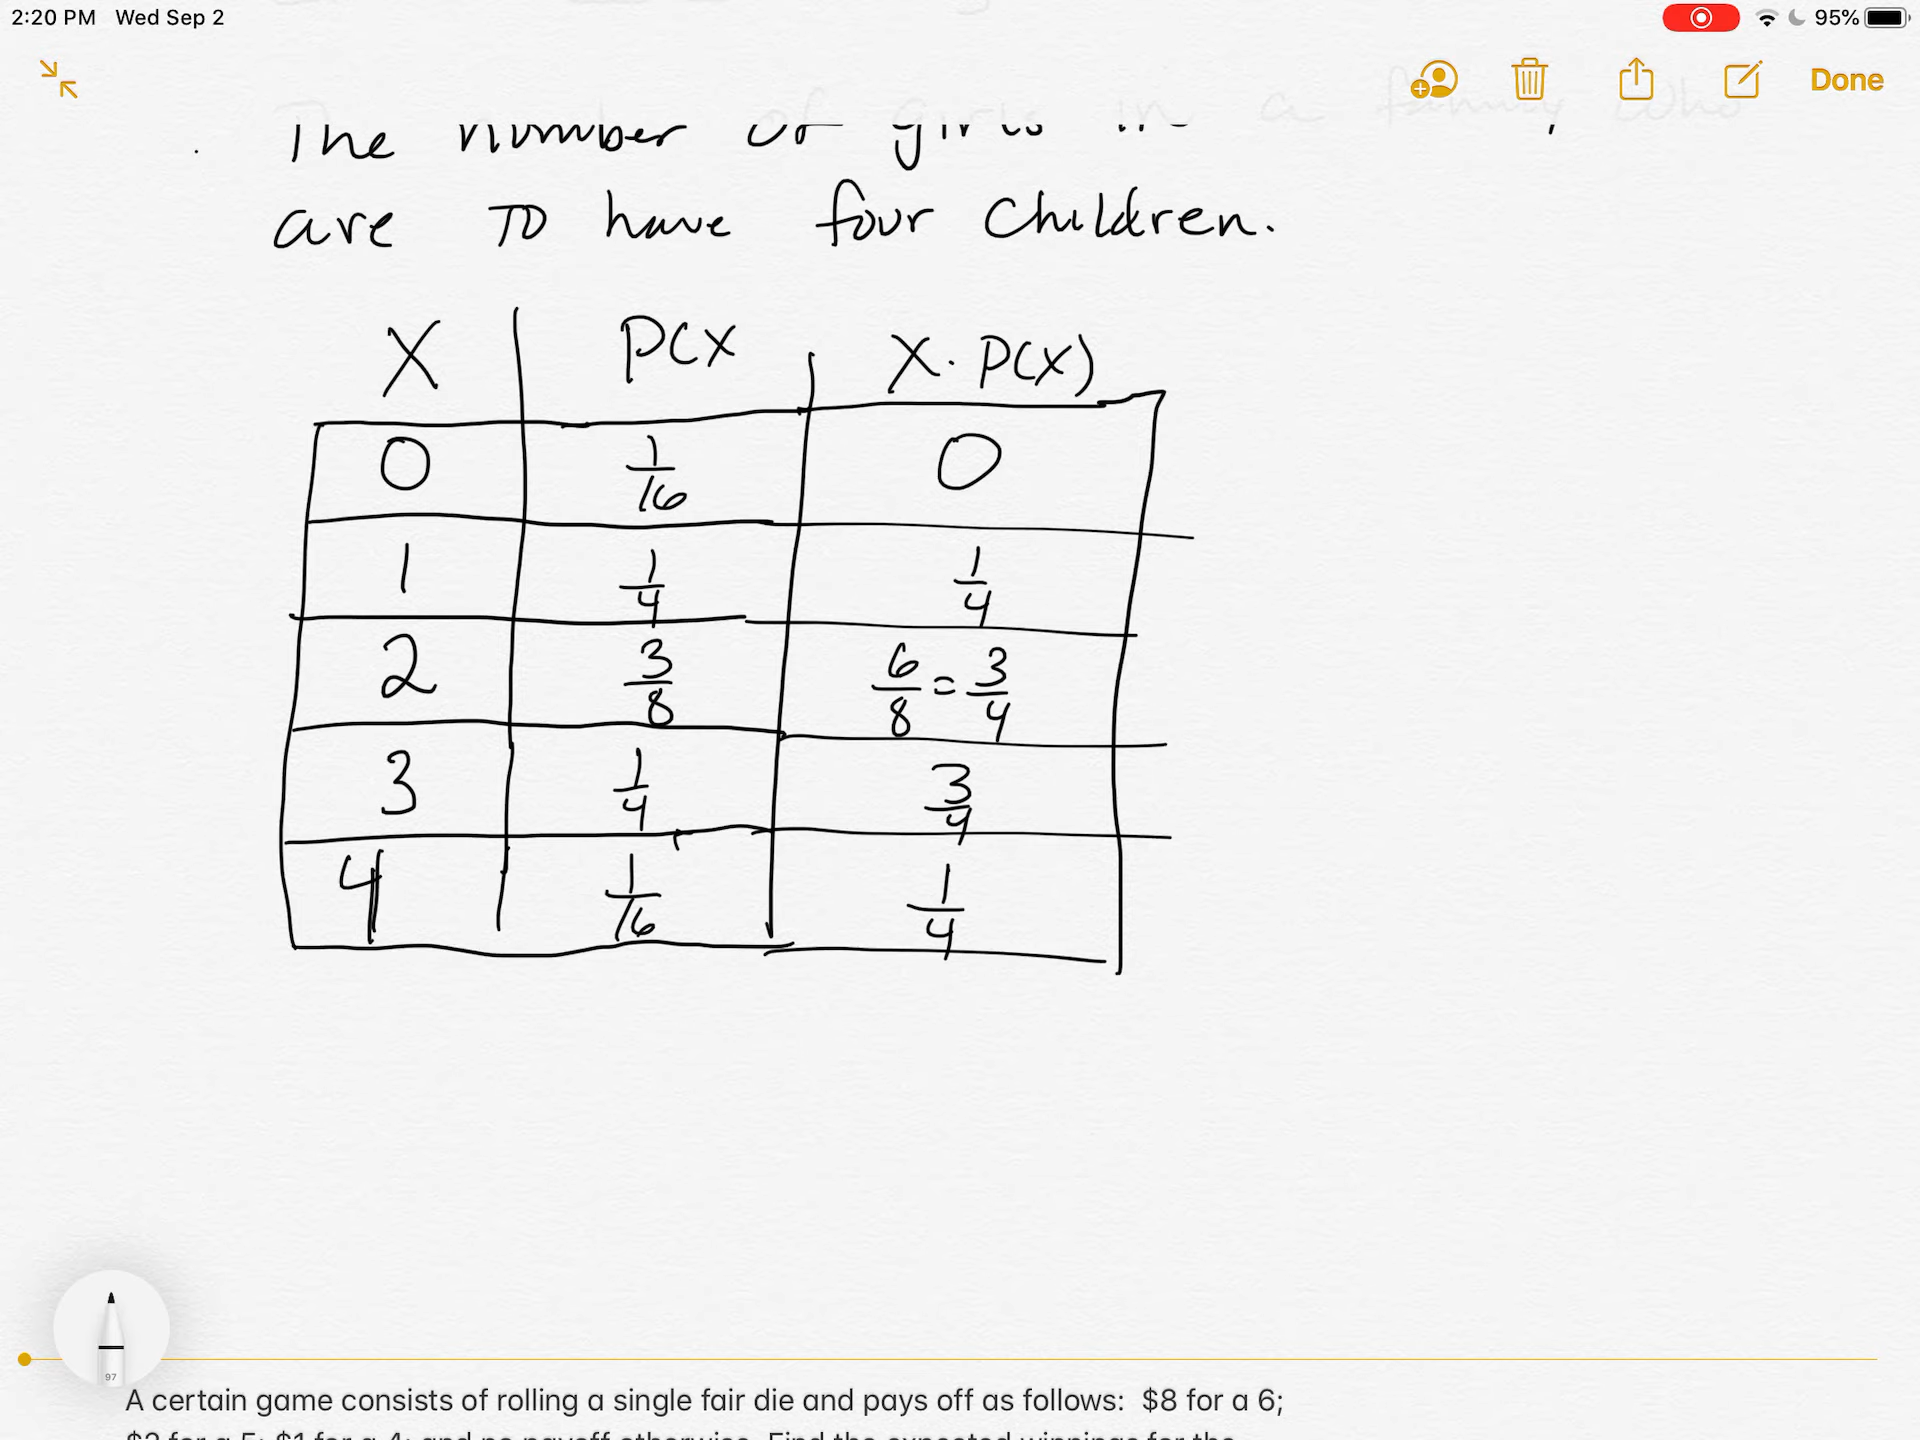 2:20 PM Wed Sep 2 95%
Done
The number of girls in a family who
are TO have four children.
X P(X X · P(X)
0 1/16 0
1 1/4 1/4
2 3/8 6/8 = 3/4
3 1/4 3/4
4 1/16 1/4
97
A certain game consists of rolling a single fair die and pays off as follows: $8 for a 6;